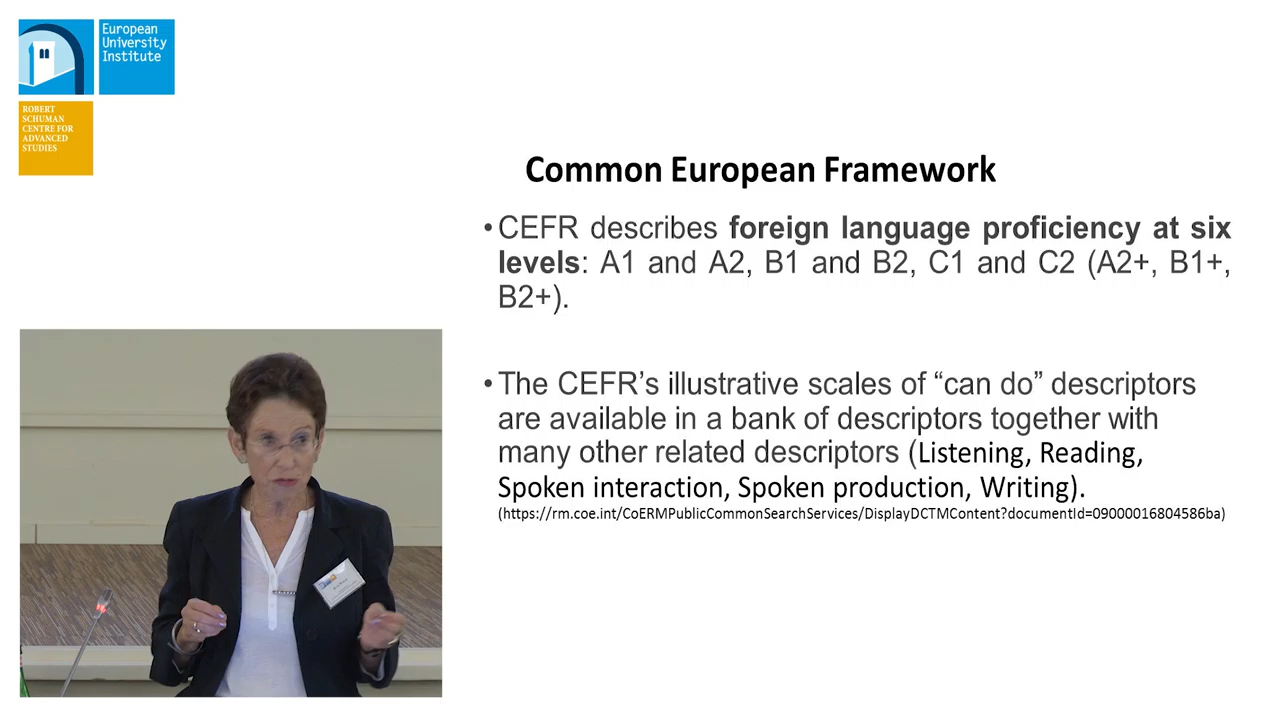 European
University
Institute
ROBERT
SCHUMAN
CENTRE FOR
ADVANCED
STUDIES
Common European Framework
•CEFR describes foreign language proficiency at six
levels: A1 and A2, B1 and B2, C1 and C2 (A2+, B1+,
B2+).
•The CEFR’s illustrative scales of “can do” descriptors
are available in a bank of descriptors together with
many other related descriptors (Listening, Reading,
Spoken interaction, Spoken production, Writing).
(https://rm.coe.int/CoERMPublicCommonSearchServices/DisplayDCTMContent?documentId=09000016804586ba)